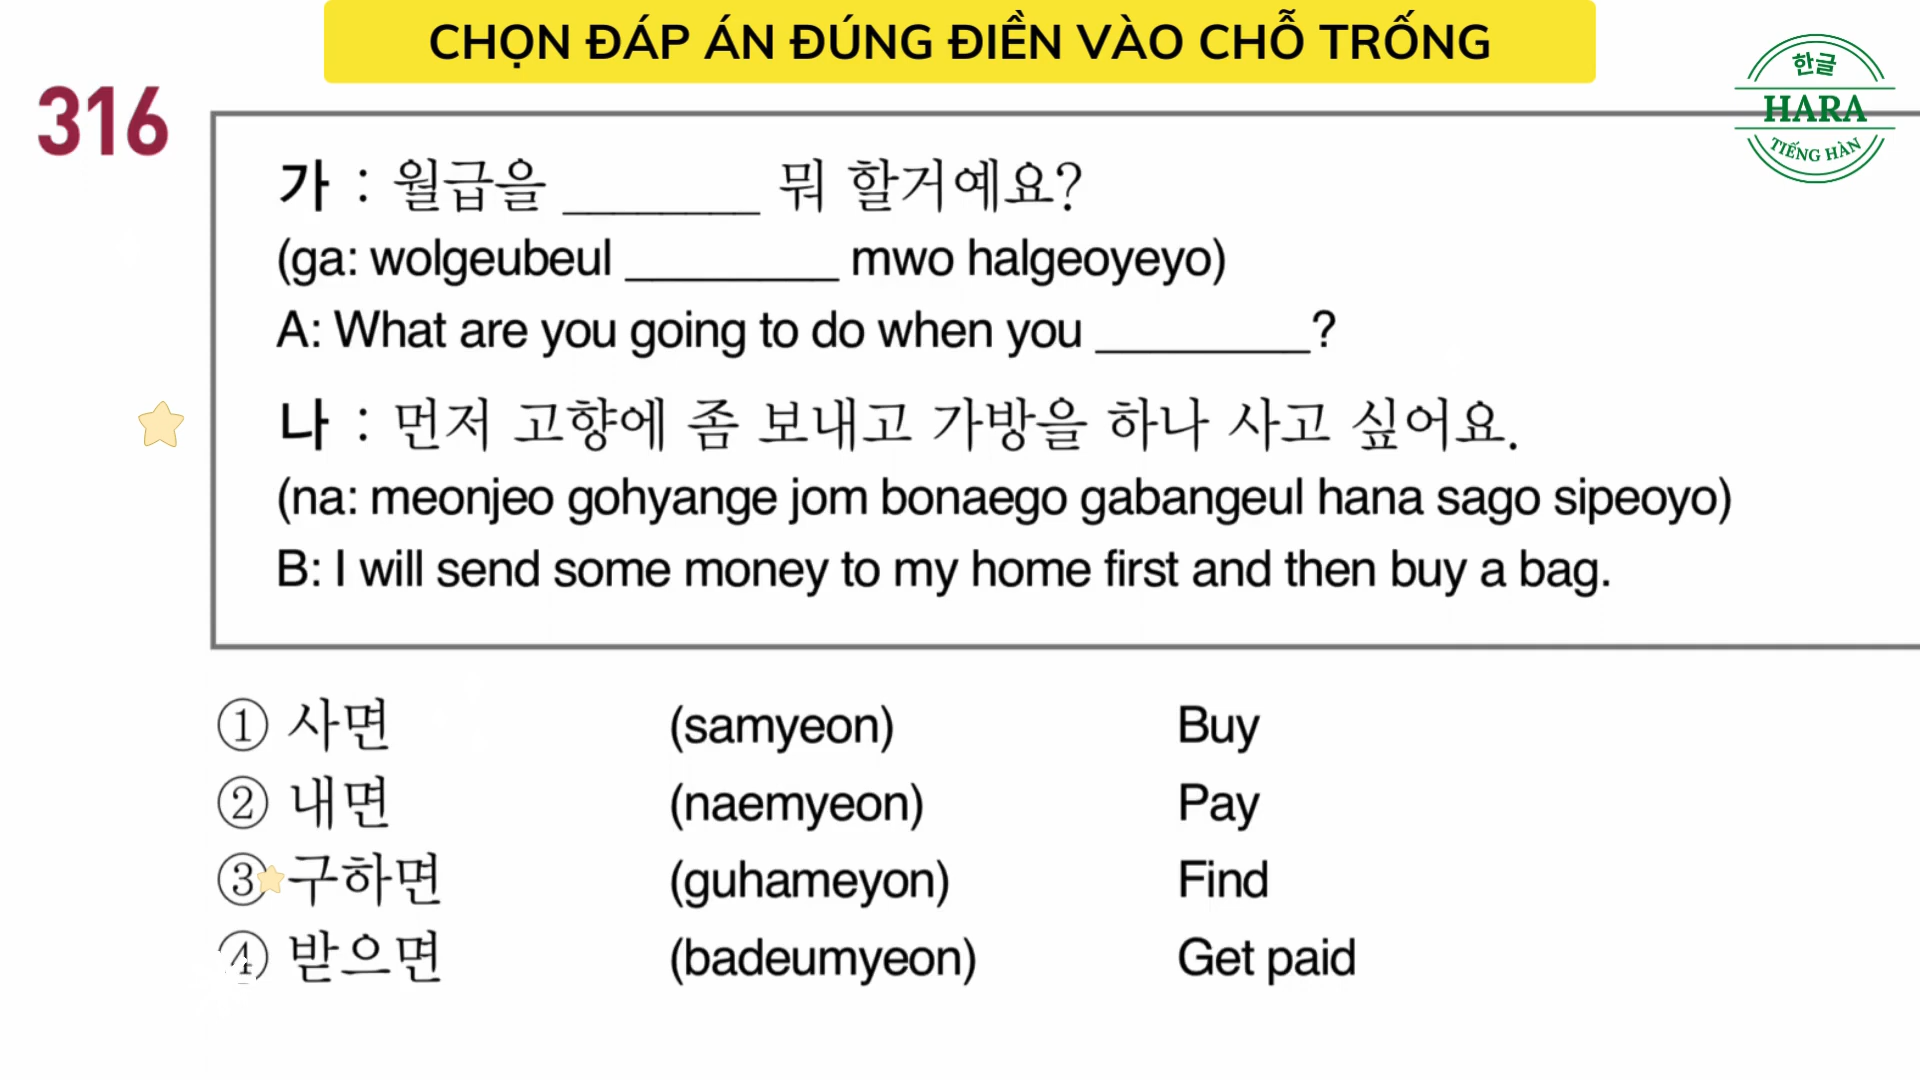 CHỌN ĐÁP ÁN ĐÚNG ĐIỀN VÀO CHỖ TRỐNG
한글
HARA
TIẾNG HÀN
316
가 : 월급을 ________ 뭐 할거예요?
(ga: wolgeubeul ________ mwo halgeoyeyo)
A: What are you going to do when you ________?
나 : 먼저 고향에 좀 보내고 가방을 하나 사고 싶어요.
(na: meonjeo gohyange jom bonaego gabangeul hana sago sipeoyo)
B: I will send some money to my home first and then buy a bag.
① 사면 (samyeon) Buy
② 내면 (naemyeon) Pay
③ 구하면 (guhameyon) Find
④ 받으면 (badeumyeon) Get paid